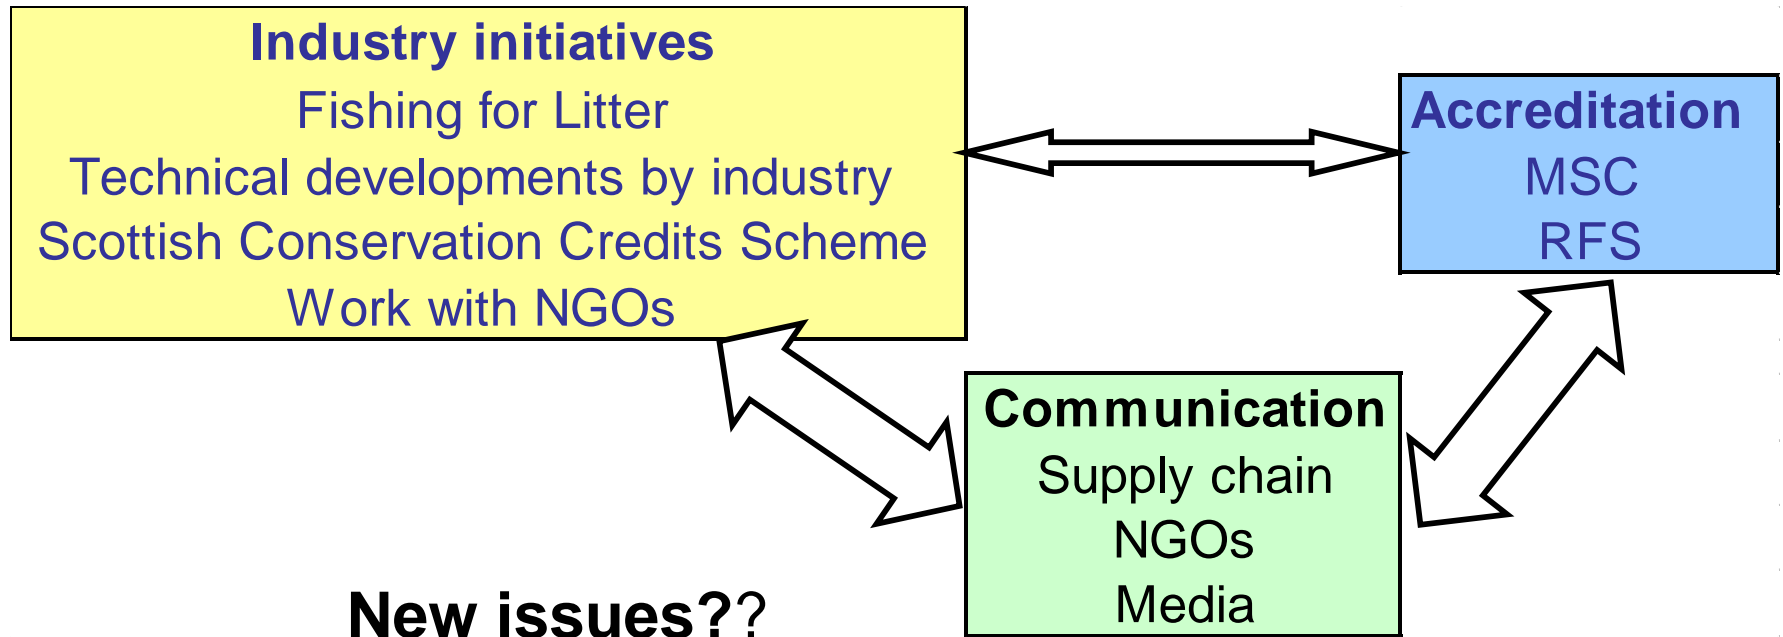 Industry initiatives
Fishing for Litter
Technical developments by industry
Scottish Conservation Credits Scheme
Work with NGOs
Accreditation
MSC
RFS
Communication
Supply chain
NGOs
Media
New issues??